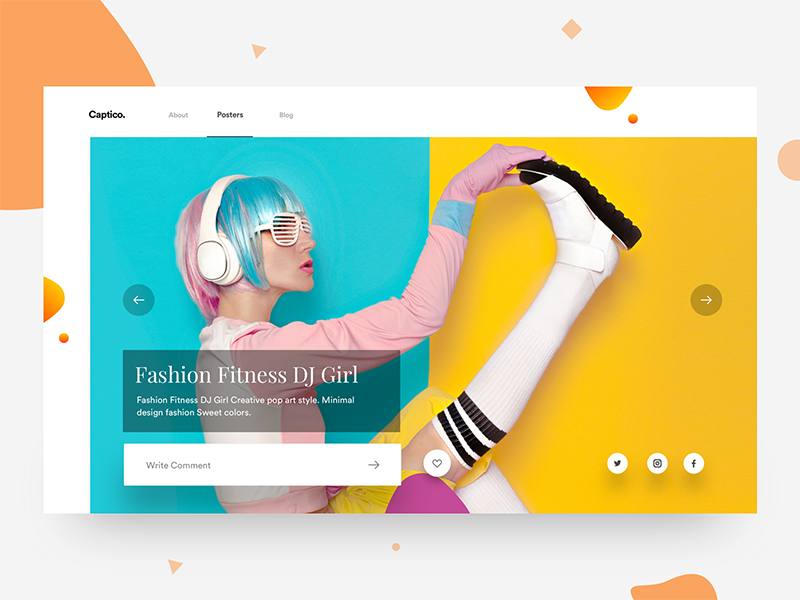 Captico.
About
Posters
Blog
Fashion Fitness DJ Girl
Fashion Fitness DJ Girl Creative pop art style. Minimal
design fashion Sweet colors.
Write Comment